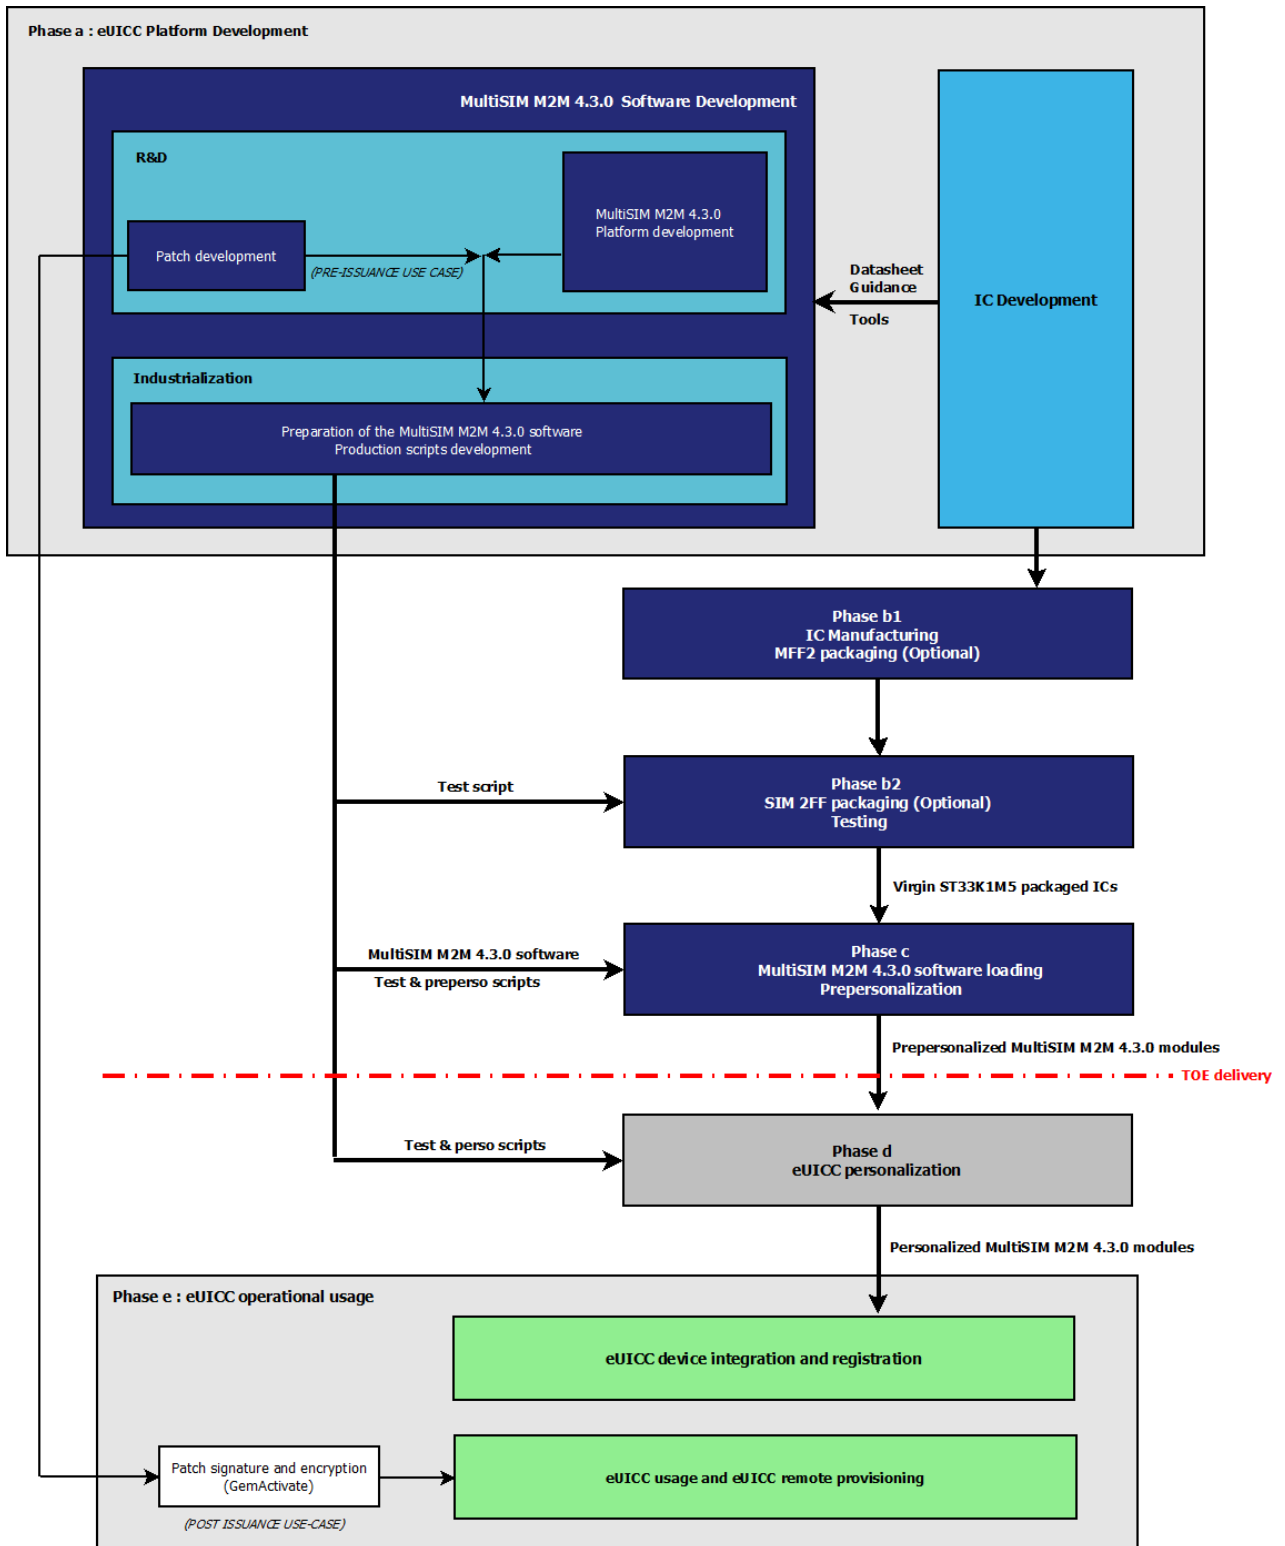 Phase a : eUICC Platform Development
MultiSIM M2M 4.3.0 Software Development
R&D
MultiSIM M2M 4.3.0
Platform development
Patch development
(PRE-ISSUANCE USE CASE)
Datasheet
Guidance
Tools
IC Development
Industrialization
Preparation of the MultiSIM M2M 4.3.0 software
Production scripts development
Phase b1
IC Manufacturing
MFF2 packaging (Optional)
Test script
Phase b2
SIM 2FF packaging (Optional)
Testing
Virgin ST33K1M5 packaged ICs
MultiSIM M2M 4.3.0 software
Test & preperso scripts
Phase c
MultiSIM M2M 4.3.0 software loading
Prepersonalization
Prepersonalized MultiSIM M2M 4.3.0 modules
TOE delivery
Test & perso scripts
Phase d
eUICC personalization
Personalized MultiSIM M2M 4.3.0 modules
Phase e : eUICC operational usage
eUICC device integration and registration
Patch signature and encryption
(GemActivate)
eUICC usage and eUICC remote provisioning
(POST ISSUANCE USE-CASE)